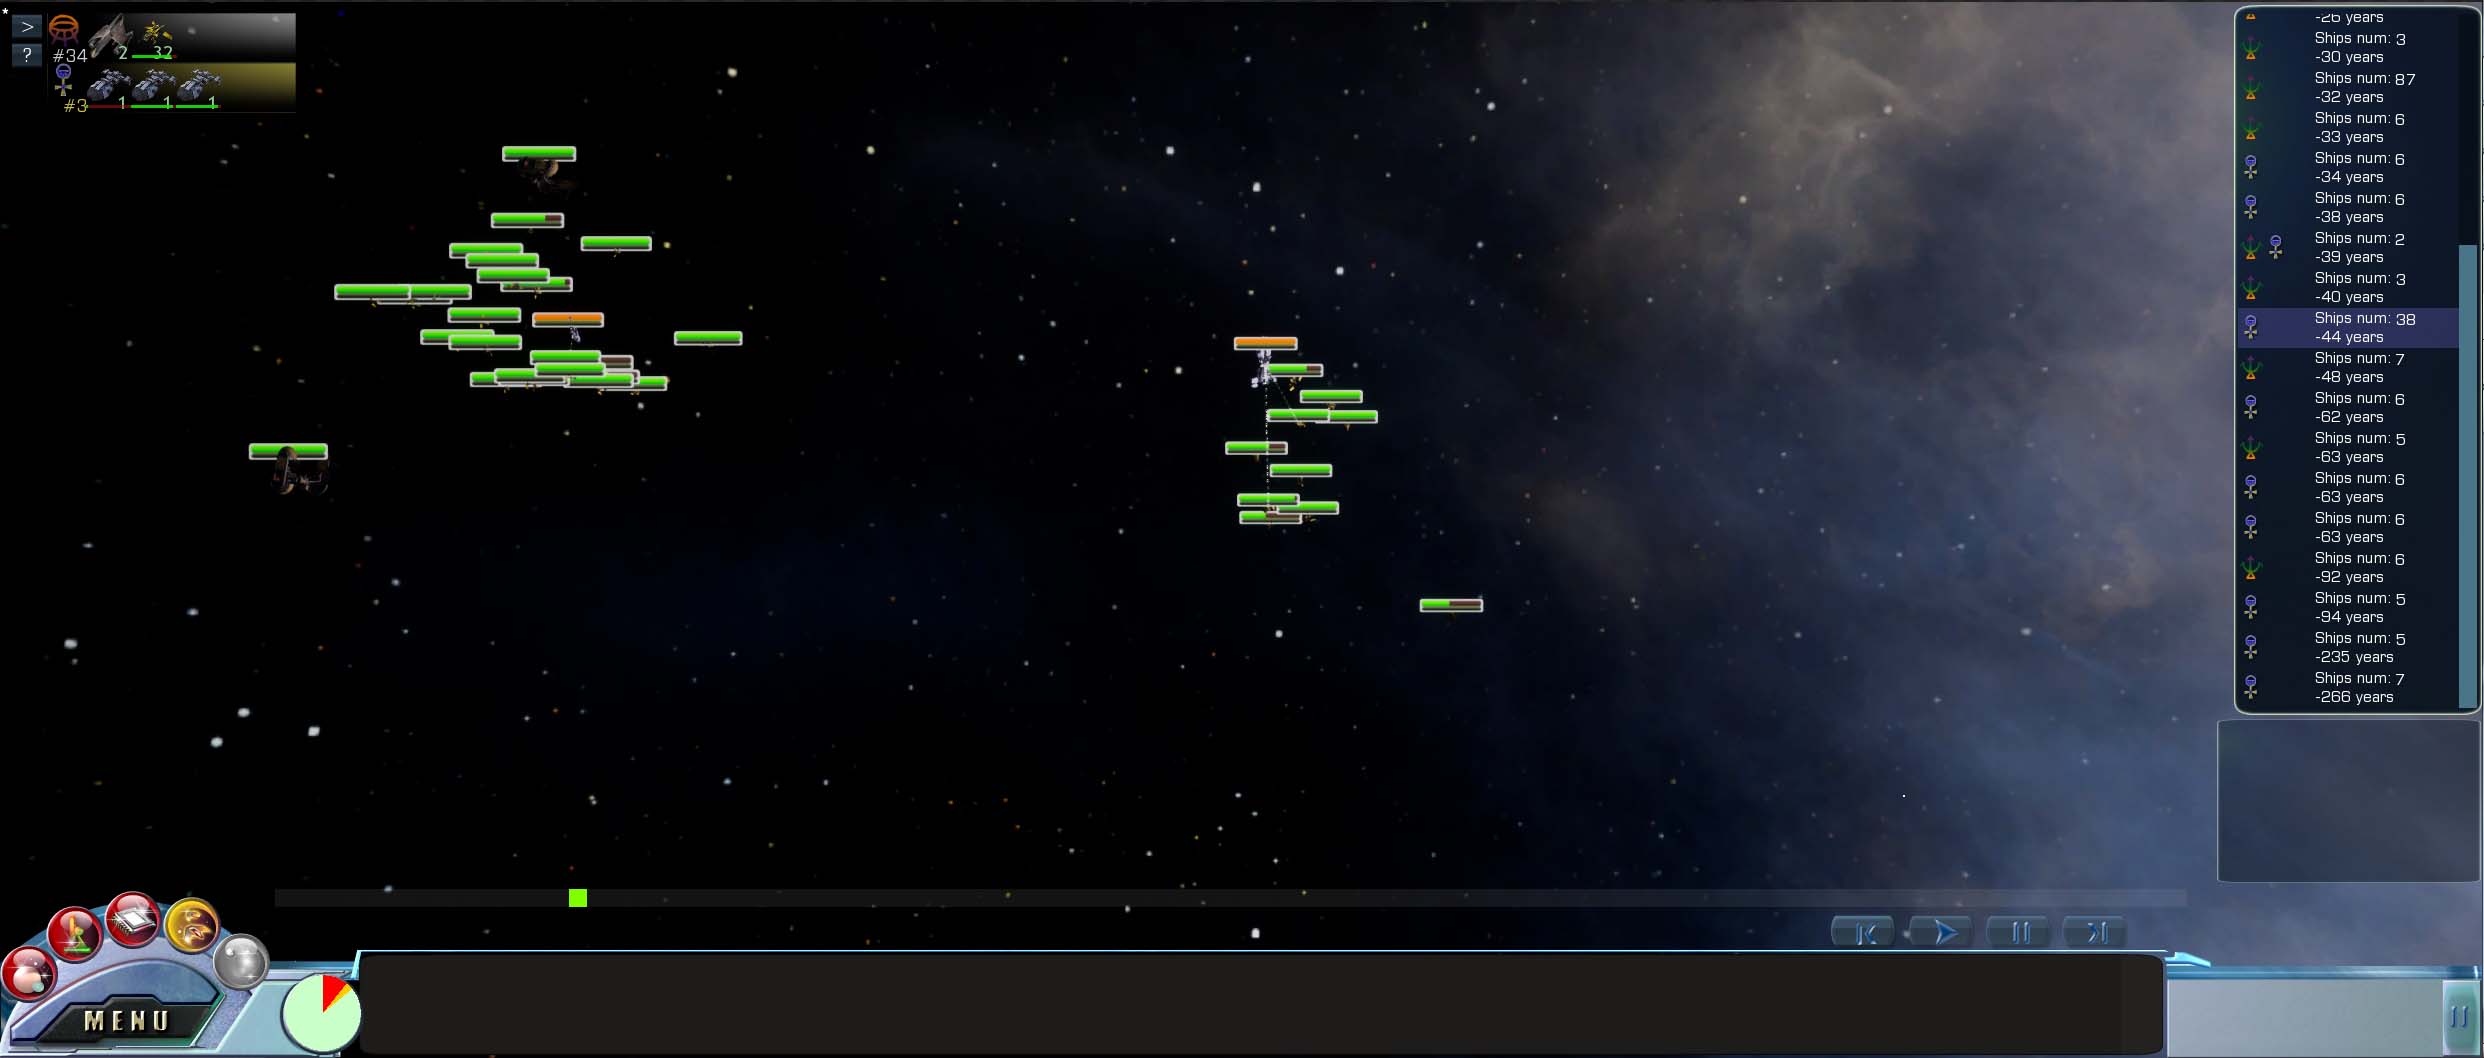 *
>
?
#34
2
32
#3
1
1
1
-26 years
Ships num: 3
-30 years
Ships num: 87
-32 years
Ships num: 6
-33 years
Ships num: 6
-34 years
Ships num: 6
-38 years
Ships num: 2
-39 years
Ships num: 3
-40 years
Ships num: 38
-44 years
Ships num: 7
-48 years
Ships num: 6
-62 years
Ships num: 5
-63 years
Ships num: 6
-63 years
Ships num: 6
-63 years
Ships num: 6
-92 years
Ships num: 5
-94 years
Ships num: 5
-235 years
Ships num: 7
-266 years
MENU